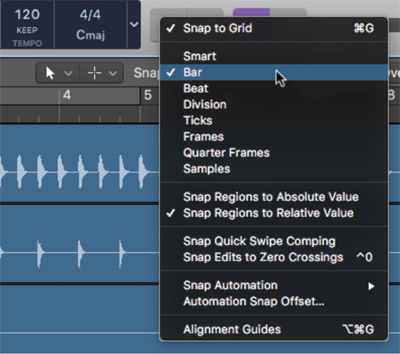 120
KEEP
TEMPO
4/4
Cmaj
Snap to Grid ⌘G
Smart
Bar
Beat
Division
Ticks
Frames
Quarter Frames
Samples
Snap Regions to Absolute Value
Snap Regions to Relative Value
Snap Quick Swipe Comping
Snap Edits to Zero Crossings ^0
Snap Automation
Automation Snap Offset...
Alignment Guides ⌥⌘G
Sna
4
5
8